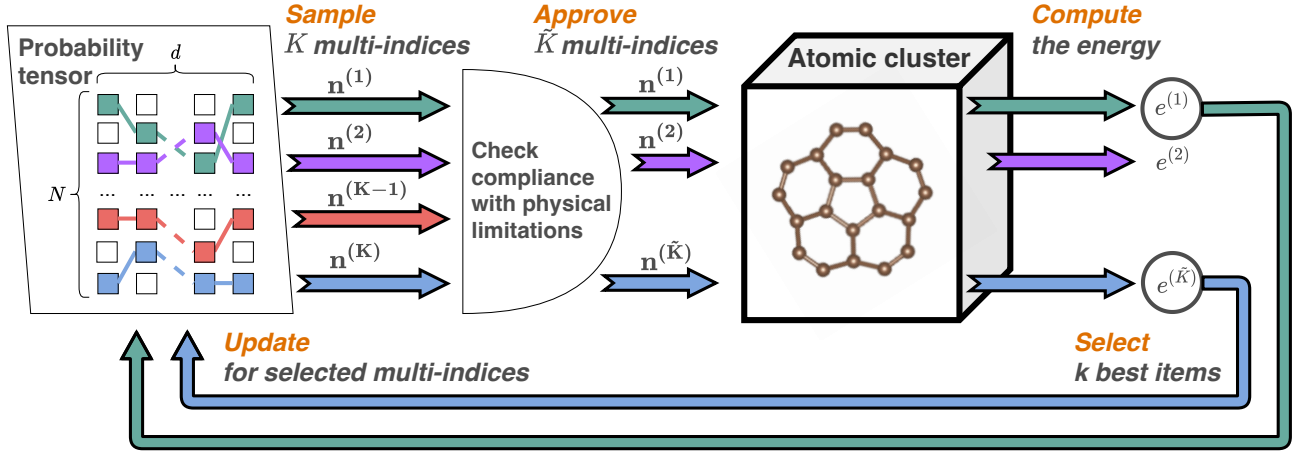 Sample
K multi-indices
Approve
K̃ multi-indices
Compute
the energy
Probability
tensor
d
N
... ... ... ... ...
n^(1)
n^(2)
n^(K−1)
n^(K)
Check
compliance
with physical
limitations
n^(1)
n^(2)
n^(K̃)
Atomic cluster
e^(1)
e^(2)
e^(K̃)
Update
for selected multi-indices
Select
k best items